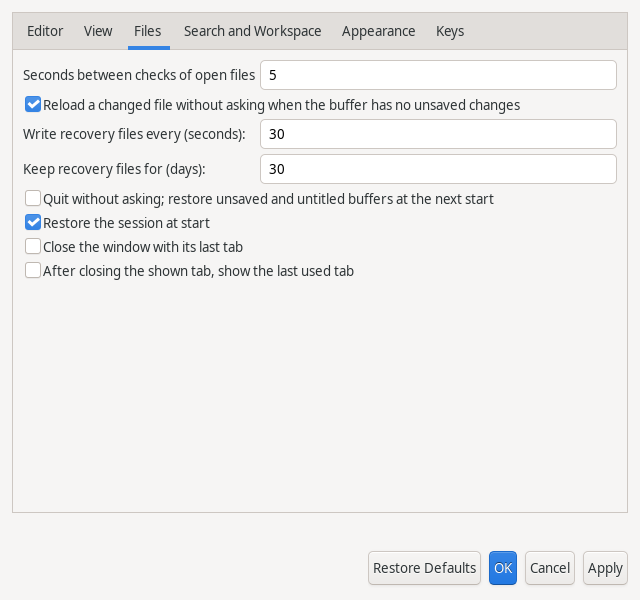 Editor View Files Search and Workspace Appearance Keys
Seconds between checks of open files 5
Reload a changed file without asking when the buffer has no unsaved changes
Write recovery files every (seconds): 30
Keep recovery files for (days): 30
Quit without asking; restore unsaved and untitled buffers at the next start
Restore the session at start
Close the window with its last tab
After closing the shown tab, show the last used tab
Restore Defaults OK Cancel Apply